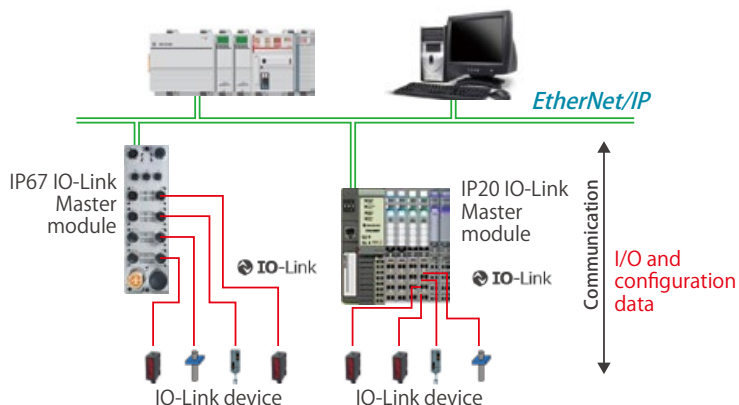 EtherNet/IP
IP67 IO-Link
Master
module
IP20 IO-Link
Master
module
IO-Link
IO-Link
Communication
I/O and
configuration
data
IO-Link device
IO-Link device